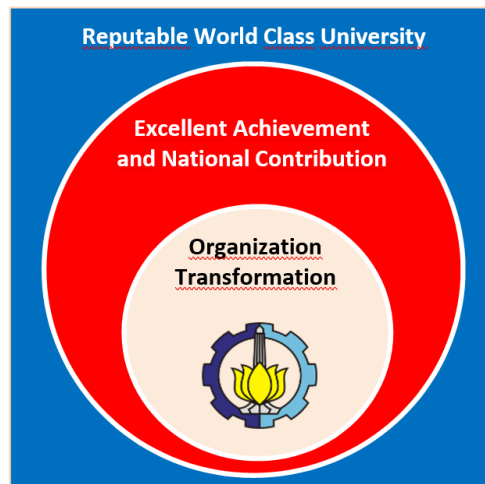 Reputable World Class University
Excellent Achievement
and National Contribution
Organization
Transformation